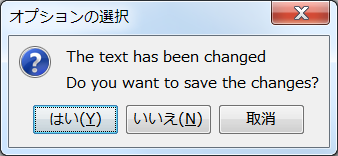 オプションの選択
The text has been changed
Do you want to save the changes?
はい(Y) いいえ(N) 取消